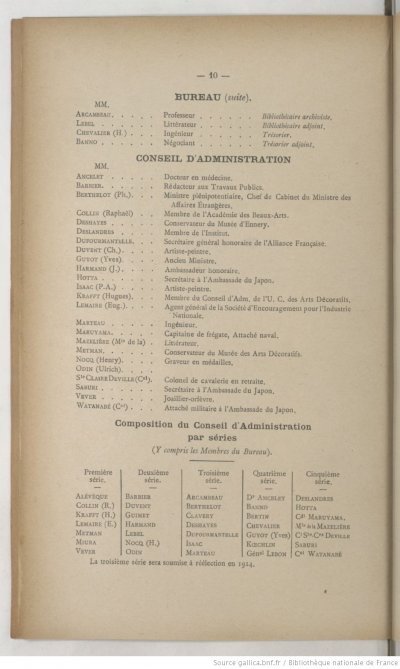 — 10 —
BUREAU (suite).
MM.
ARCAMBEAU. . . . . Professeur . . . . . . Bibliothécaire archiviste,
LEBEL . . . . . . Littérateur . . . . . . Bibliothécaire adjoint,
CHEVALIER (H.) . . . Ingénieur . . . . . . Trésorier,
BANNO . . . . . . Négociant . . . . . . Trésorier adjoint,
CONSEIL D'ADMINISTRATION
MM.
ANCELET . . . . . Docteur en médecine,
BARBIER. . . . . . Rédacteur aux Travaux Publics.
BERTHELOT (Ph.). . . Ministre plénipotentiaire, Chef de Cabinet du Ministre des
Affaires Étrangères,
COLLIN (Raphaël) . . Membre de l'Académie des Beaux-Arts.
DESHAYES . . . . . Conservateur du Musée d'Ennery.
DESLANDRES . . . . Membre de l'Institut.
DUFOURMANTELLE. . . Secrétaire général honoraire de l'Alliance Française.
DUVENT (Ch.). . . . Artiste-peintre,
GUYOT (Yves). . . . Ancien Ministre,
HARMAND (J.). . . . Ambassadeur honoraire.
HOTTA . . . . . . Secrétaire à l'Ambassade du Japon.
ISAAC (P.A.) . . . . Artiste-peintre.
KRAFFT (Hugues). . . Membre du Conseil d'Adm. de l'U. C. des Arts Décoratifs,
LEMAIRE (Eug.). . . . Agent général de la Société d'Encouragement pour l'Industrie
Nationale.
MARTEAU . . . . . Ingénieur.
MARUYAMA. . . . . Capitaine de frégate, Attaché naval.
MAZELIÈRE (Mis de la) . Littérateur,
METMAN. . . . . . Conservateur du Musée des Arts Décoratifs.
NOCQ (Henry). . . . Graveur en médailles,
ODIN (Ulrich). . . .
Ste CLAIRE DEVILLE (Cel). Colonel de cavalerie en retraite,
SABURI . . . . . . Secrétaire à l'Ambassade du Japon,
VEVER . . . . . . Joaillier-orfèvre.
WATANABÉ (Cnt) . . . Attaché militaire à l'Ambassade du Japon.
Composition du Conseil d'Administration
par séries
(Y compris les Membres du Bureau).
Première série. Deuxième série. Troisième série. Quatrième série. Cinquième série.
ALÉVÊQUE BARBIER ARCAMBEAU Dr ANCELEY DESLANDRES
COLLIN (R.) DUVENT BERTHELOT BANNO HOTTA
KRAFFT (H.) GUIMET CLAVERY BERTIN Cdt MARUYAMA.
LEMAIRE (E.) HARMAND DESHAYES CHEVALIER Mis de la MAZELIÈRE
METMAN LEBEL DUFOURMANTELLE GUYOT (Yves) Cl Ste-Cre DEVILLE
MIURA NOCQ (H.) ISAAC KŒCHLIN SABURI
VEVER ODIN MARTEAU Génal LEBON Cnt WATANABÉ
La troisième série sera soumise à réélection en 1914.
Source gallica.bnf.fr / Bibliothèque nationale de France